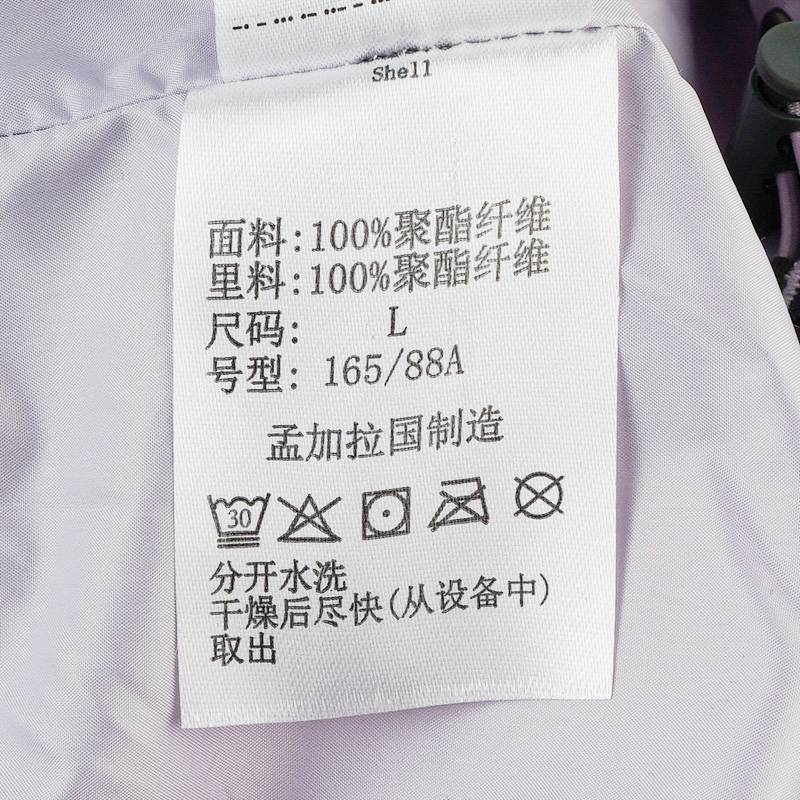 Shell
面料:100%聚酯纤维
里料:100%聚酯纤维
尺码: L
号型: 165/88A
孟加拉国制造
30
分开水洗
干燥后尽快(从设备中)
取出